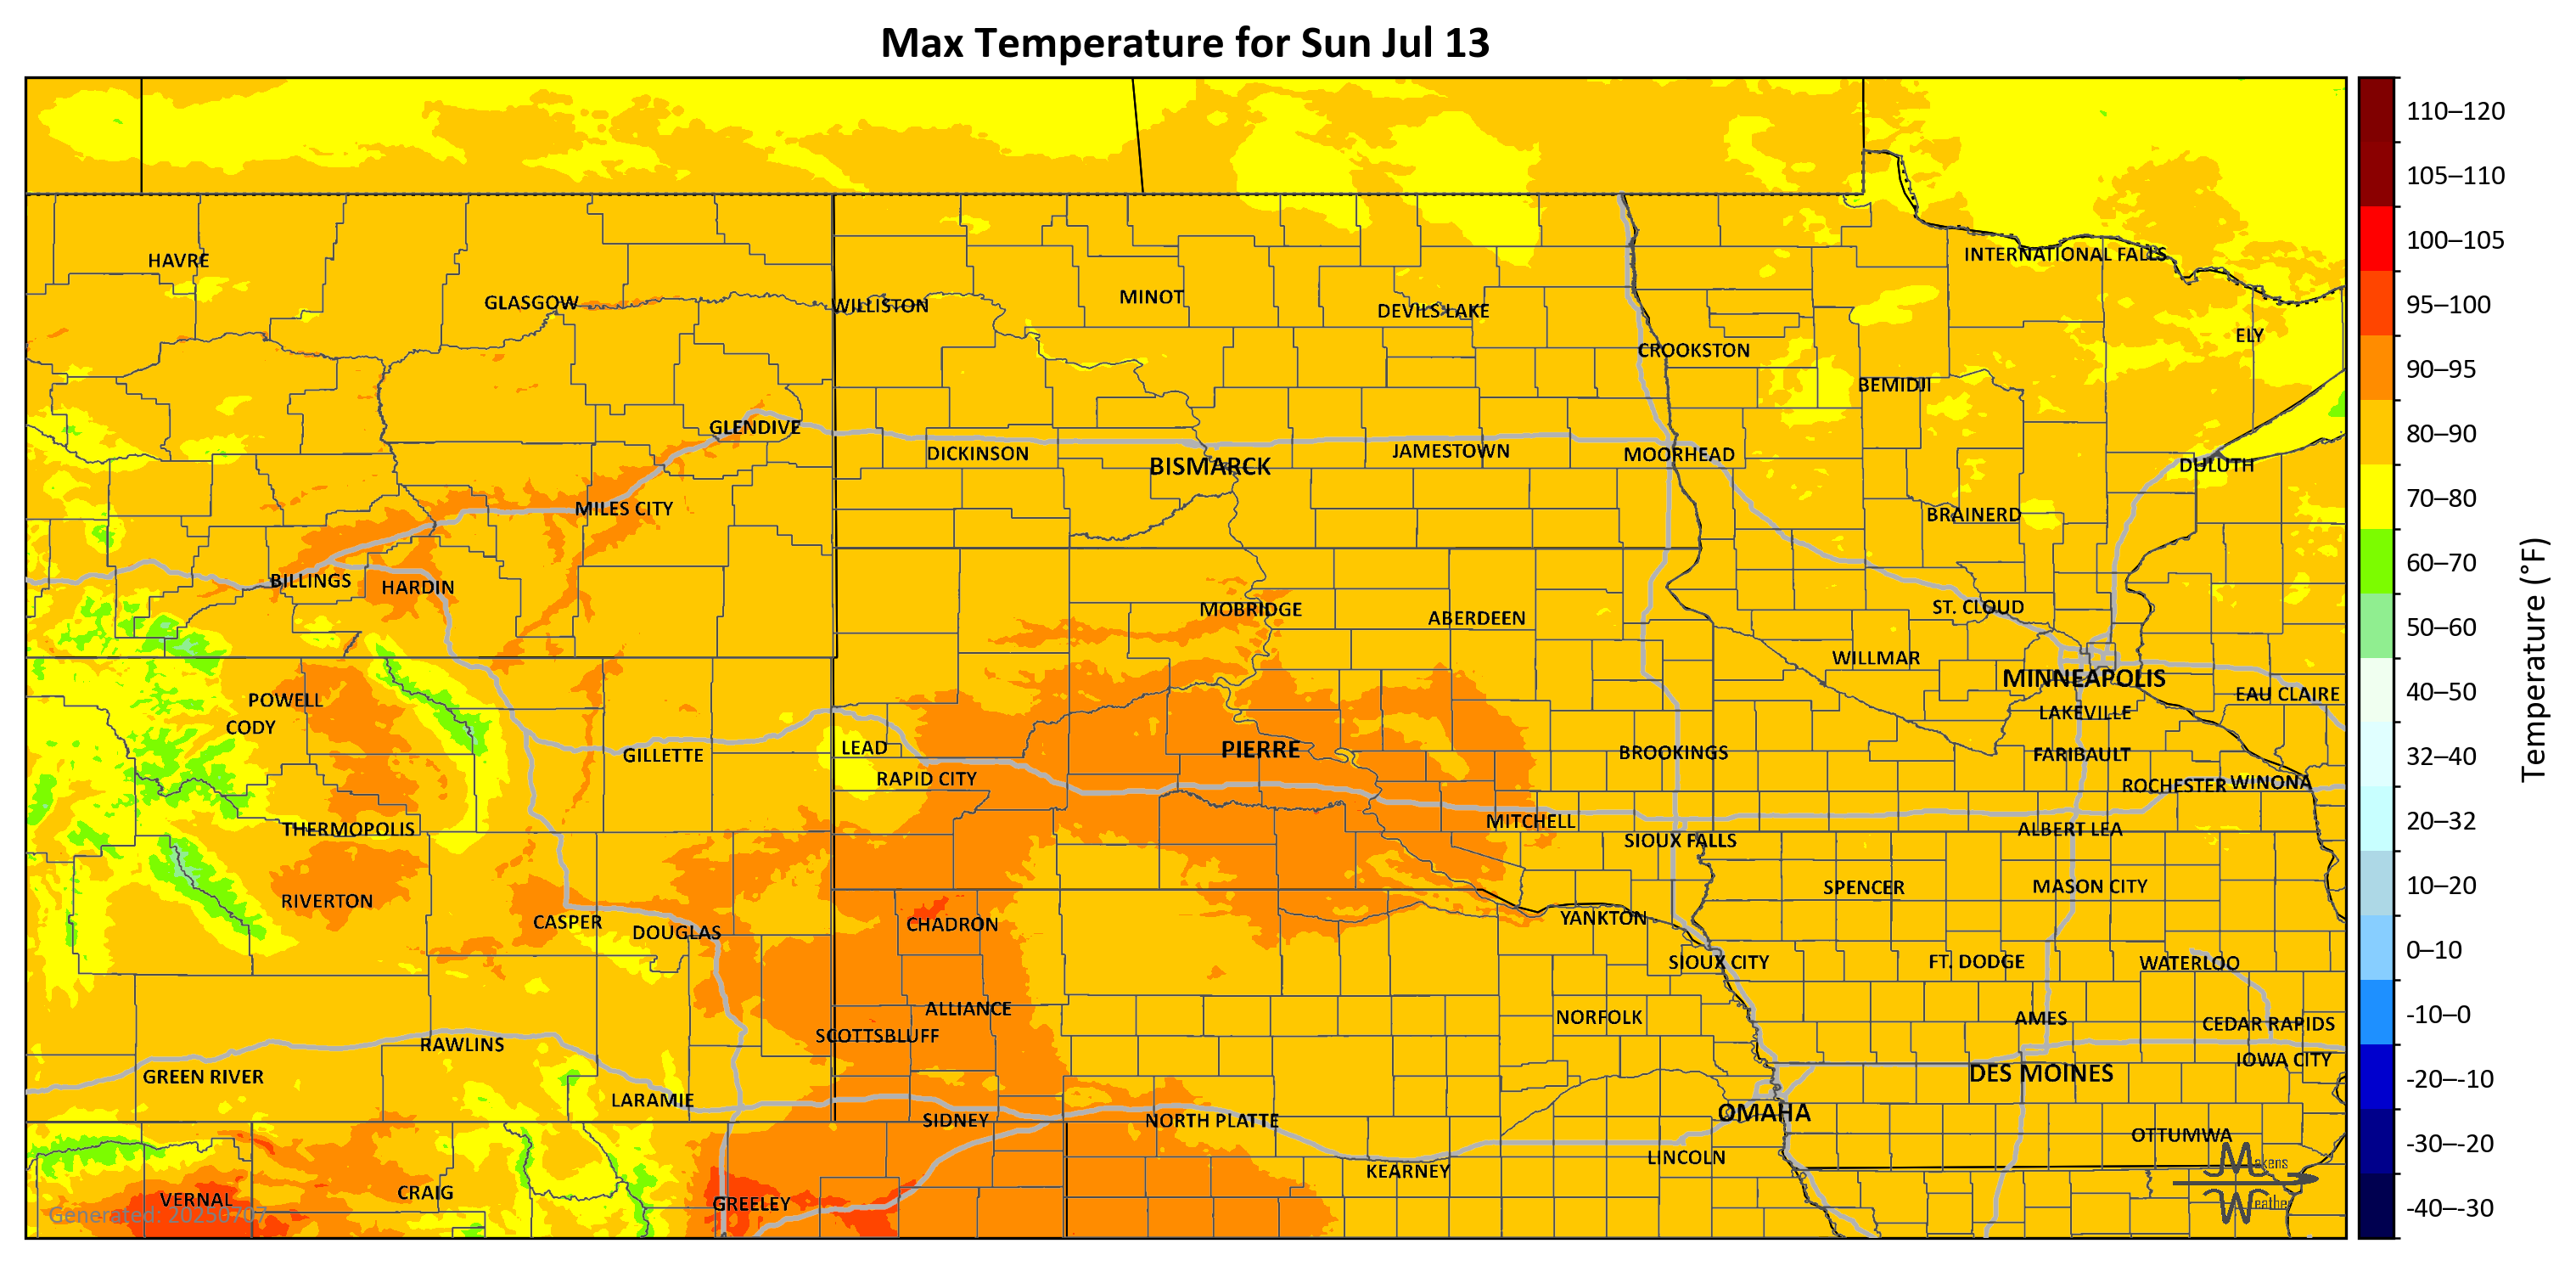 Max Temperature for Sun Jul 13
HAVRE
GLASGOW
WILLISTON
MINOT
DEVILS LAKE
INTERNATIONAL FALLS
ELY
CROOKSTON
BEMIDJI
GLENDIVE
DICKINSON
BISMARCK
JAMESTOWN
MOORHEAD
DULUTH
MILES CITY
BRAINERD
BILLINGS
HARDIN
MOBRIDGE
ABERDEEN
ST. CLOUD
WILLMAR
MINNEAPOLIS
POWELL
CODY
EAU CLAIRE
LAKEVILLE
GILLETTE
LEAD
RAPID CITY
PIERRE
BROOKINGS
FARIBAULT
ROCHESTER
WINONA
THERMOPOLIS
MITCHELL
SIOUX FALLS
ALBERT LEA
RIVERTON
CASPER
DOUGLAS
CHADRON
YANKTON
SPENCER
MASON CITY
SIOUX CITY
FT. DODGE
WATERLOO
ALLIANCE
SCOTTSBLUFF
NORFOLK
AMES
CEDAR RAPIDS
RAWLINS
GREEN RIVER
IOWA CITY
DES MOINES
LARAMIE
SIDNEY
NORTH PLATTE
OMAHA
OTTUMWA
KEARNEY
LINCOLN
VERNAL
CRAIG
GREELEY
Generated: 20250707
Makens
Weather
110–120
105–110
100–105
95–100
90–95
80–90
70–80
60–70
50–60
40–50
32–40
20–32
10–20
0–10
-10–0
-20–-10
-30–-20
-40–-30
Temperature (°F)